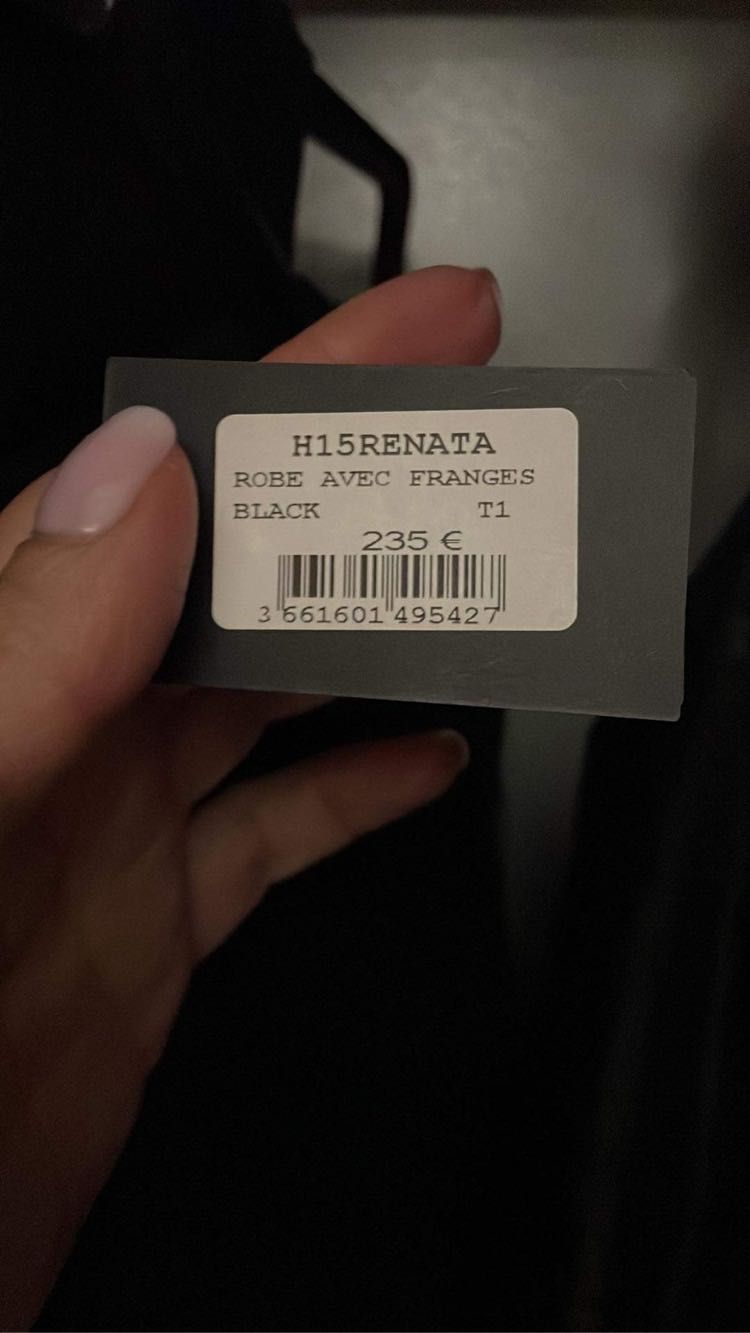 H15RENATA
ROBE AVEC FRANGES
BLACK T1
235 €
3 661601 495427